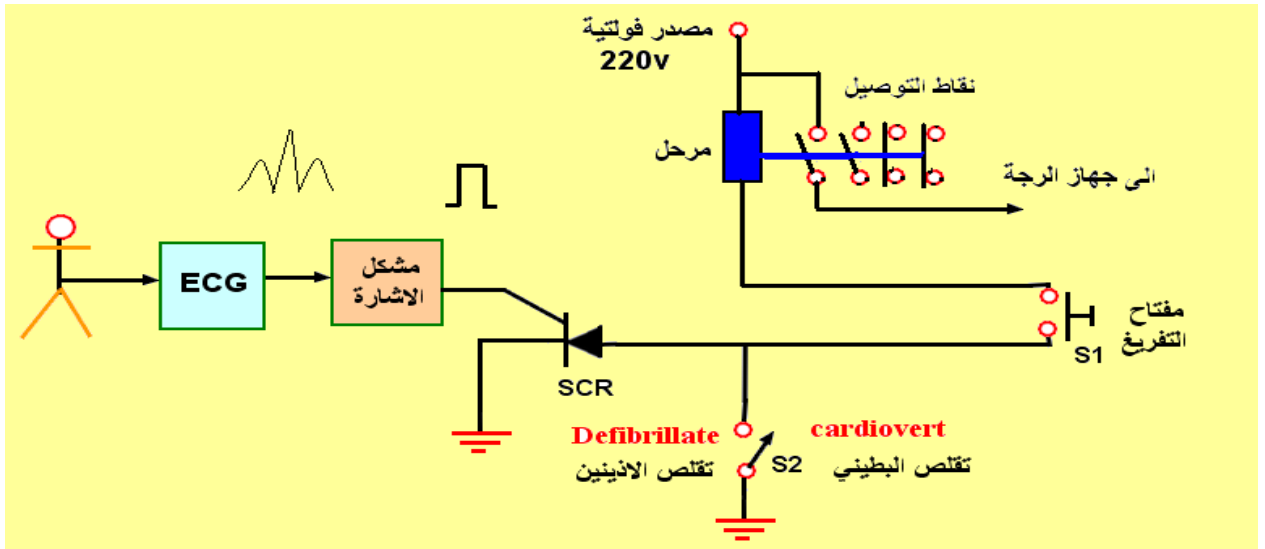 مصدر فولتية
220v
نقاط التوصيل
مرحل
الى جهاز الرجة
ECG
مشكل
الاشارة
SCR
مفتاح
التفريغ
S1
Defibrillate
cardiovert
تقلص الاذينين
S2
تقلص البطيني